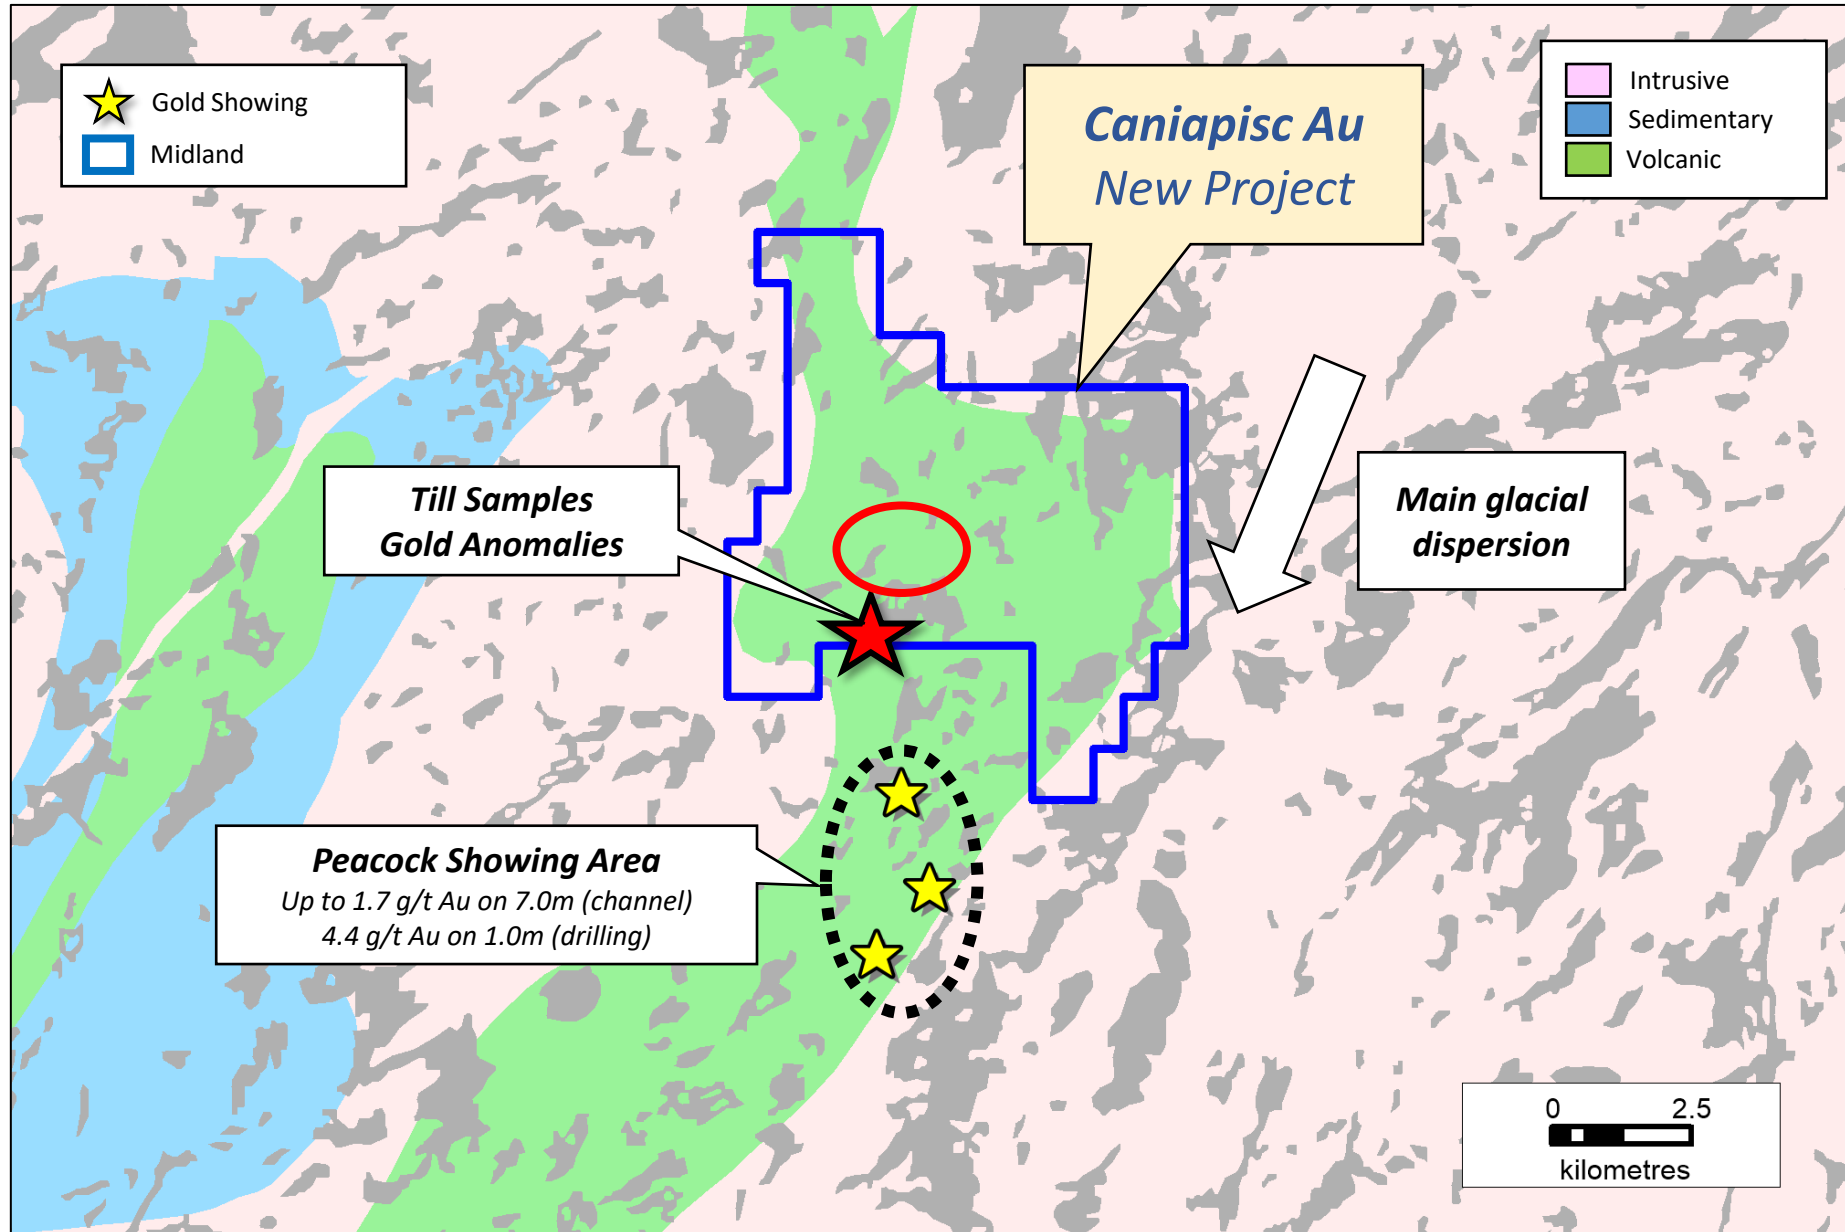 Gold Showing
Midland
Caniapisc Au
New Project
Intrusive
Sedimentary
Volcanic
Till Samples
Gold Anomalies
Main glacial
dispersion
Peacock Showing Area
Up to 1.7 g/t Au on 7.0m (channel)
4.4 g/t Au on 1.0m (drilling)
0 2.5
kilometres